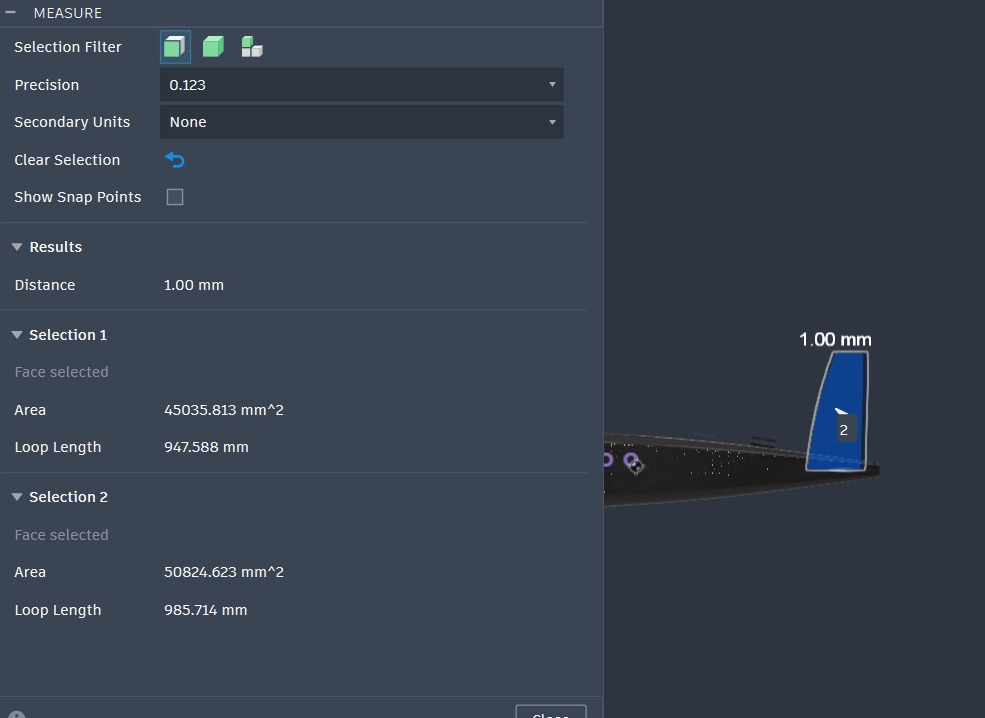 MEASURE
Selection Filter
Precision 0.123
Secondary Units None
Clear Selection
Show Snap Points
Results
Distance 1.00 mm
Selection 1
Face selected
Area 45035.813 mm^2
Loop Length 947.588 mm
Selection 2
Face selected
Area 50824.623 mm^2
Loop Length 985.714 mm
Close
1.00 mm
2